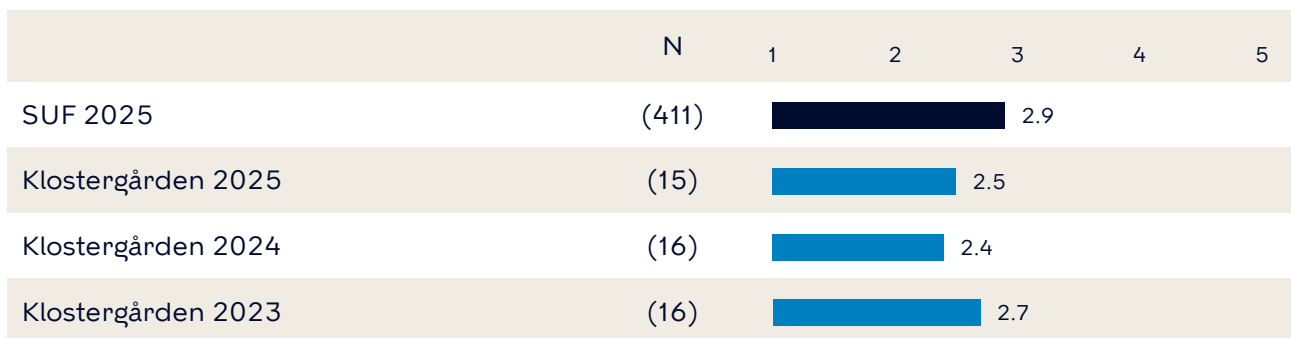 N 1 2 3 4 5
SUF 2025 (411) 2.9
Klostergården 2025 (15) 2.5
Klostergården 2024 (16) 2.4
Klostergården 2023 (16) 2.7